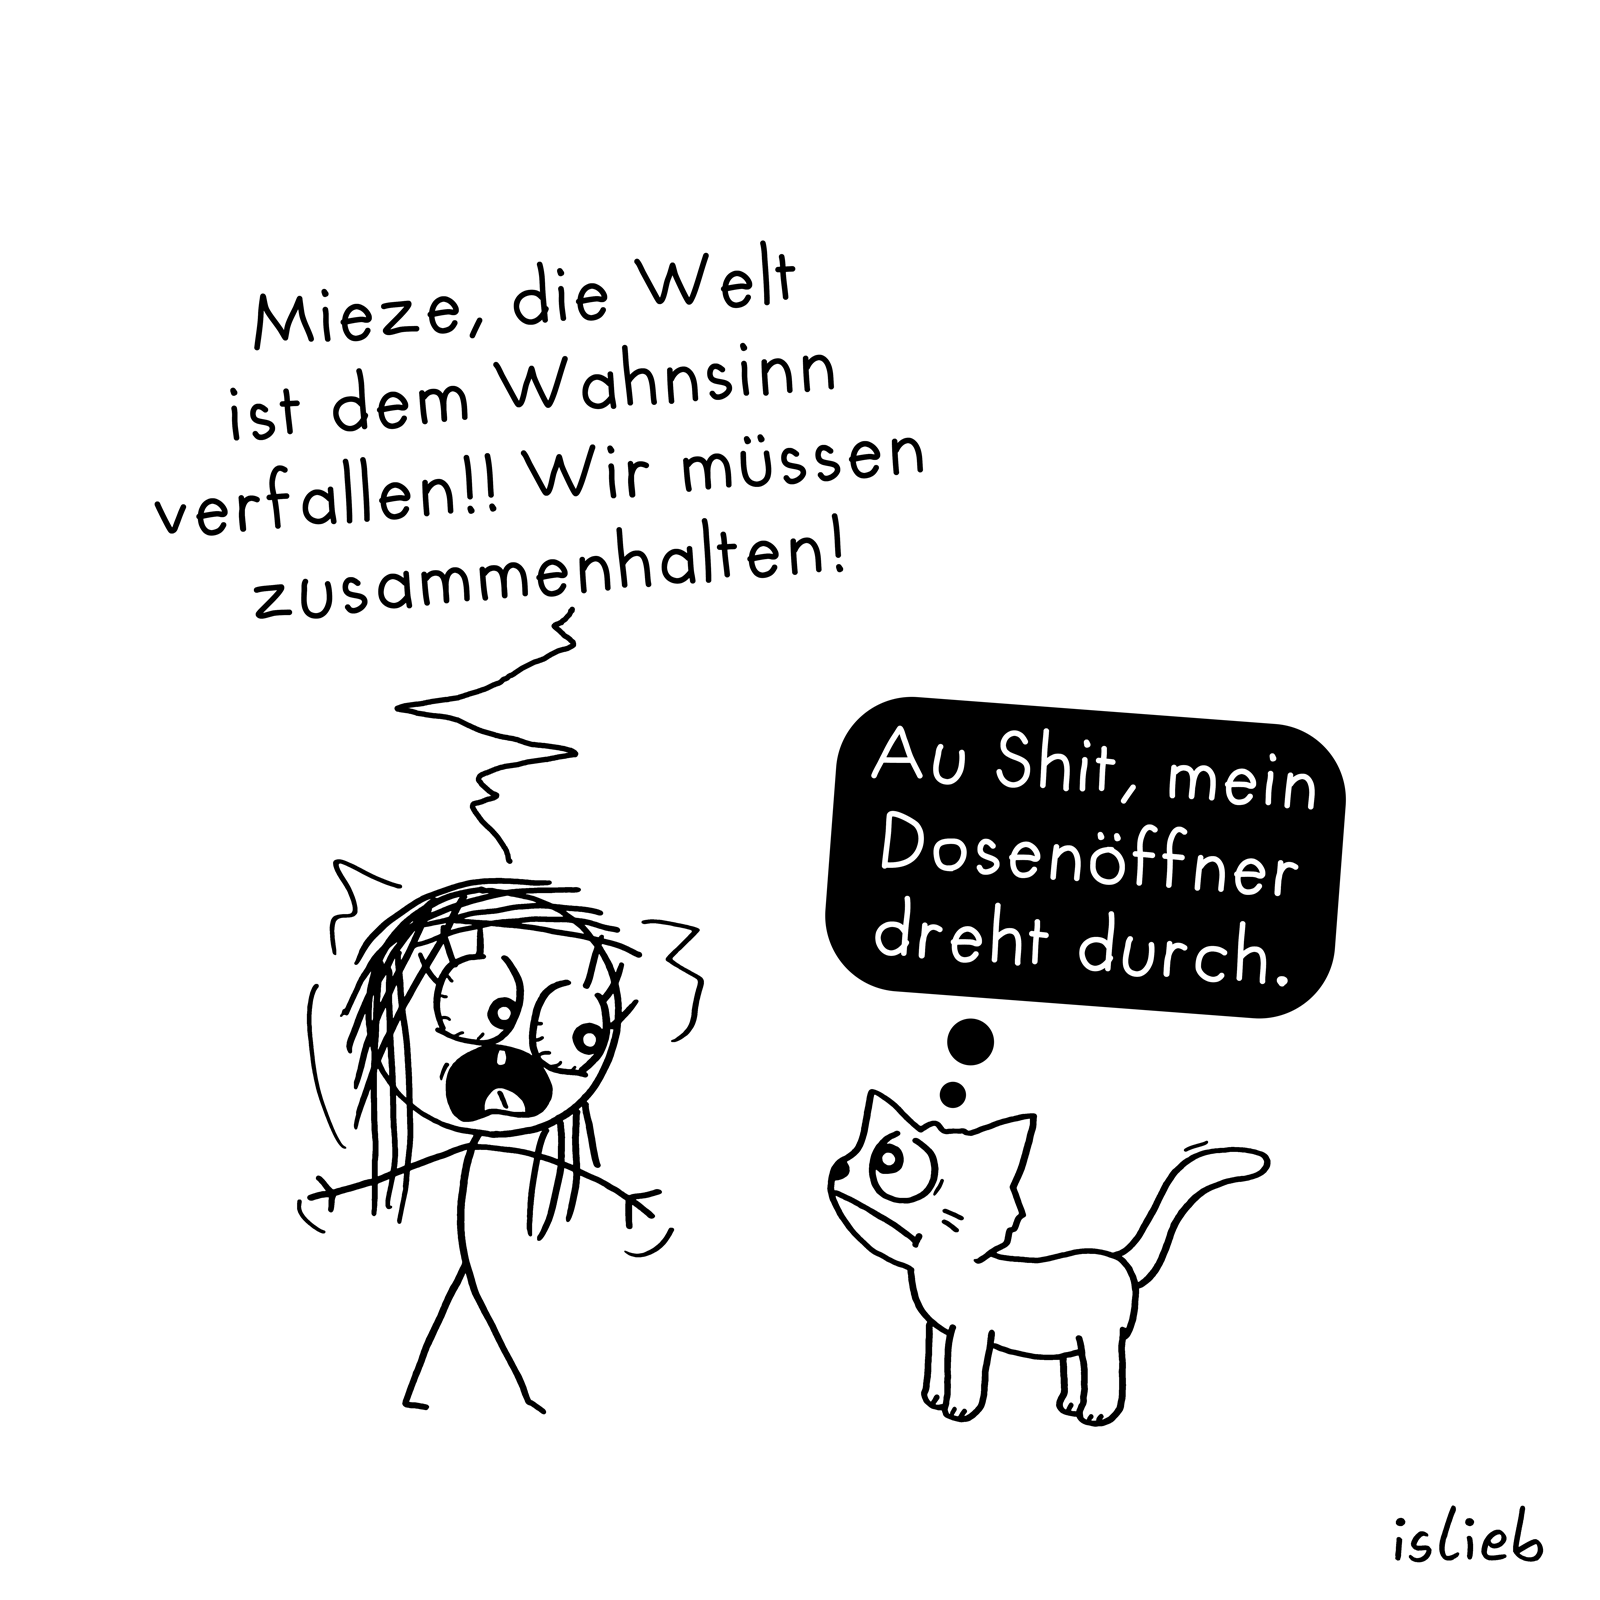 Mieze, die Welt
ist dem Wahnsinn
verfallen!! Wir müssen
zusammenhalten!
Au Shit, mein
Dosenöffner
dreht durch.
islieb